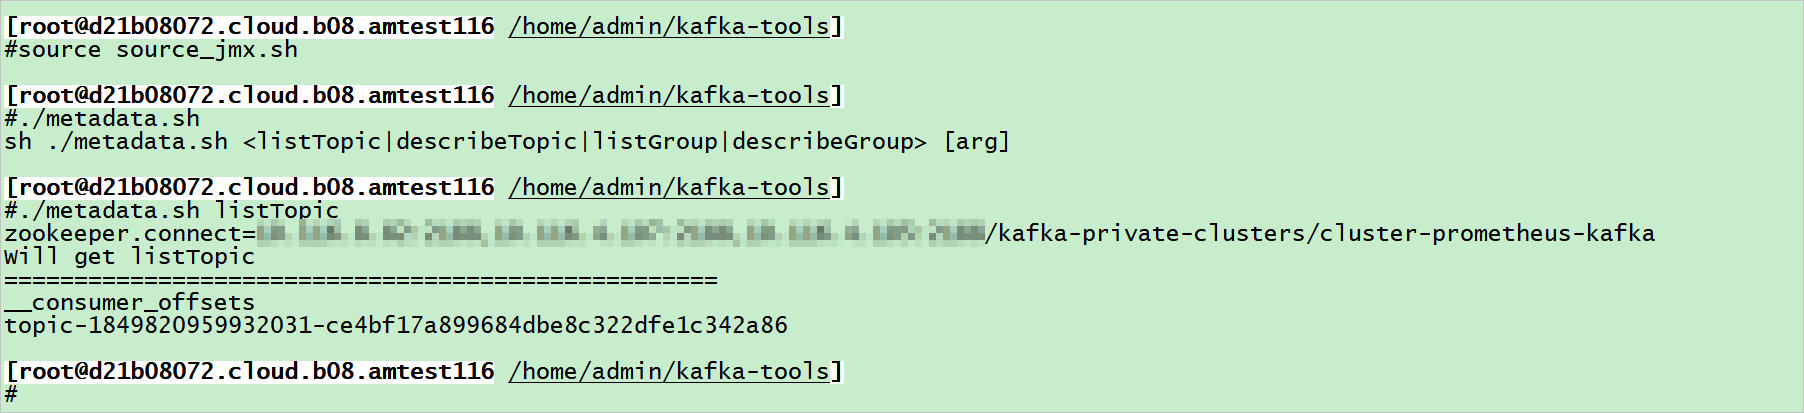 [root@d21b08072.cloud.b08.amtest116 /home/admin/kafka-tools]
#source source_jmx.sh
[root@d21b08072.cloud.b08.amtest116 /home/admin/kafka-tools]
#./metadata.sh
sh ./metadata.sh <listTopic|describeTopic|listGroup|describeGroup> [arg]
[root@d21b08072.cloud.b08.amtest116 /home/admin/kafka-tools]
#./metadata.sh listTopic
zookeeper.connect= /kafka-private-clusters/cluster-prometheus-kafka
Will get listTopic
===================================================
__consumer_offsets
topic-1849820959932031-ce4bf17a899684dbe8c322dfe1c342a86
[root@d21b08072.cloud.b08.amtest116 /home/admin/kafka-tools]
#